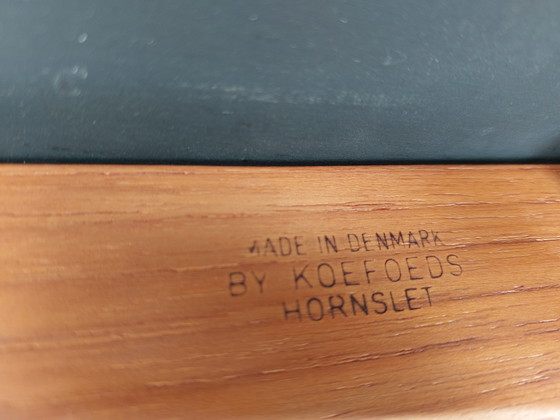 MADE IN DENMARK
BY KOEFOEDS
HORNSLET